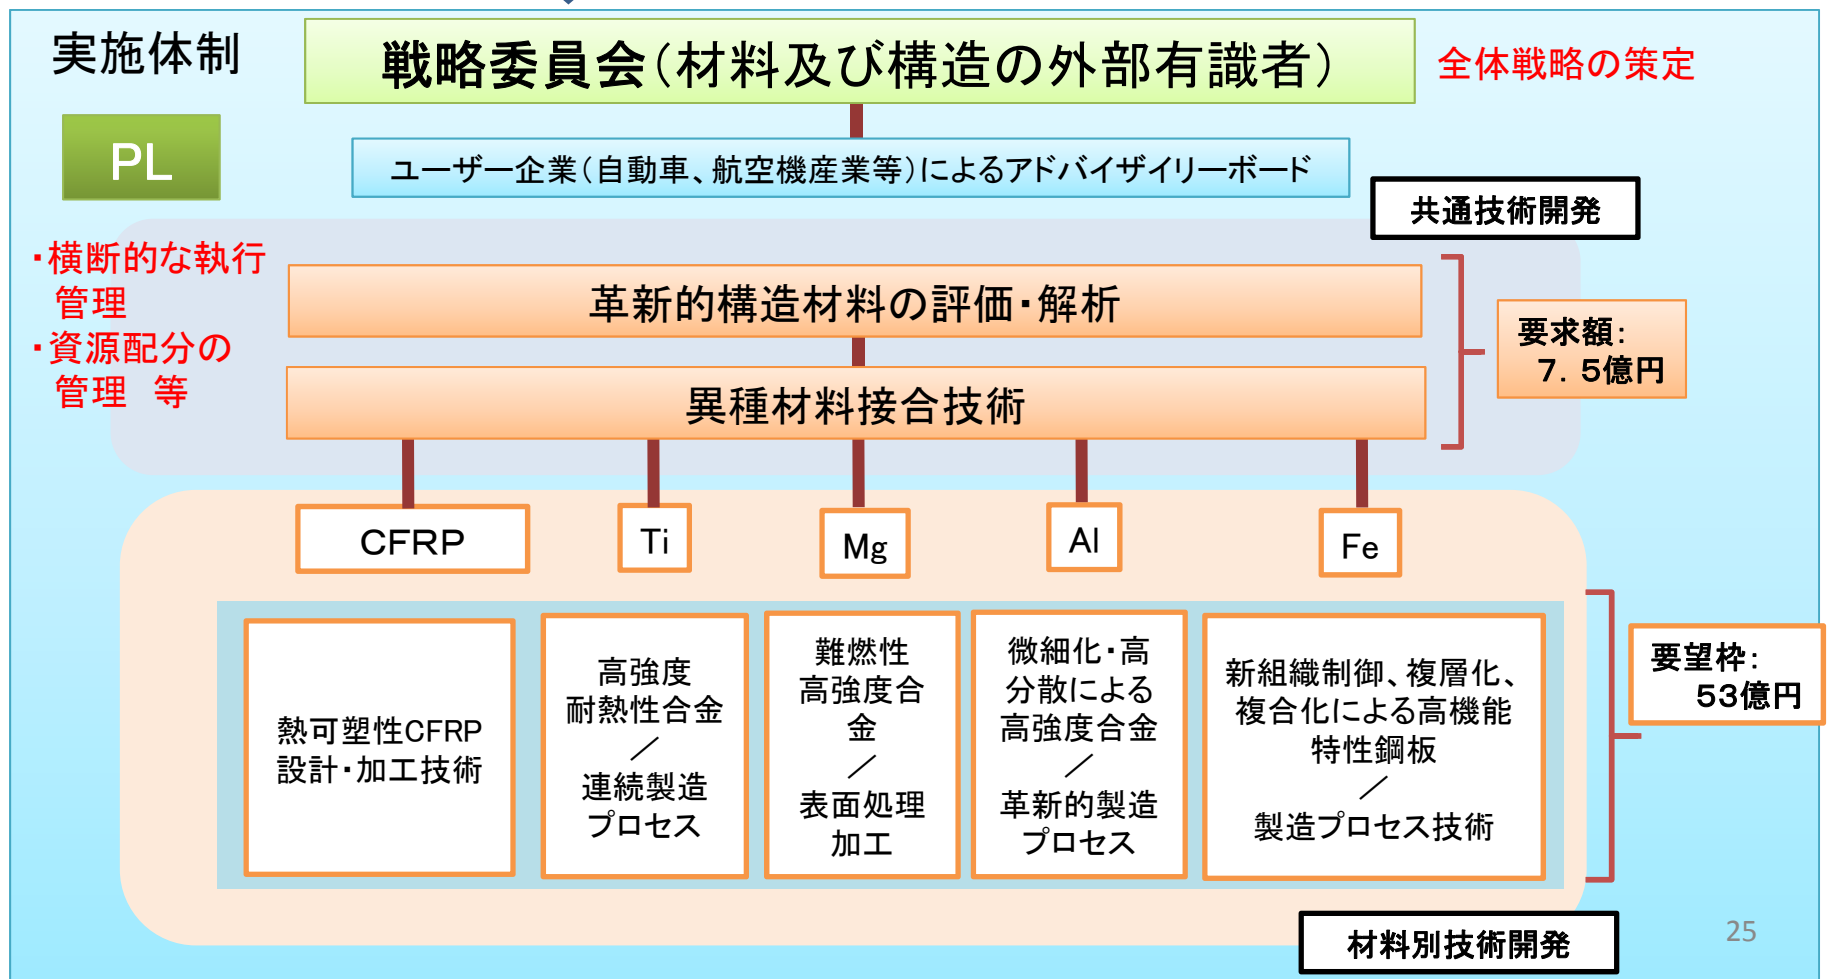 実施体制
戦略委員会（材料及び構造の外部有識者）
全体戦略の策定
PL
ユーザー企業（自動車、航空機産業等）によるアドバイザイリーボード
共通技術開発
・横断的な執行
管理
・資源配分の
管理　等
革新的構造材料の評価・解析
異種材料接合技術
要求額：
７．５億円
CFRP
Ti
Mg
Al
Fe
熱可塑性CFRP
設計・加工技術
高強度
耐熱性合金
／
連続製造
プロセス
難燃性
高強度合
金
／
表面処理
加工
微細化・高
分散による
高強度合金
／
革新的製造
プロセス
新組織制御、複層化、
複合化による高機能
特性鋼板
／
製造プロセス技術
要望枠：
５３億円
材料別技術開発
25